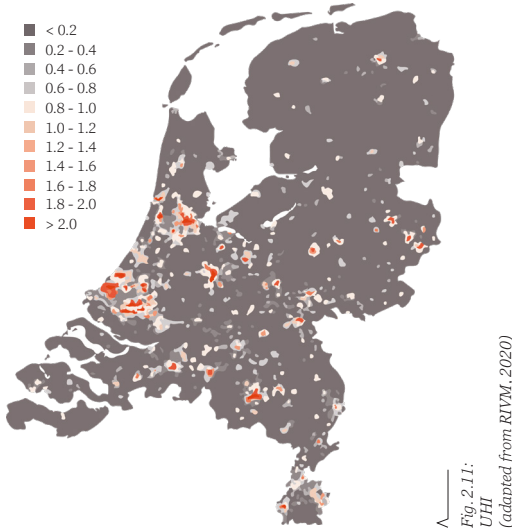 < 0.2
0.2 - 0.4
0.4 - 0.6
0.6 - 0.8
0.8 - 1.0
1.0 - 1.2
1.2 - 1.4
1.4 - 1.6
1.6 - 1.8
1.8 - 2.0
> 2.0
Fig. 2.11:
UHI
(adapted from RIVM, 2020)